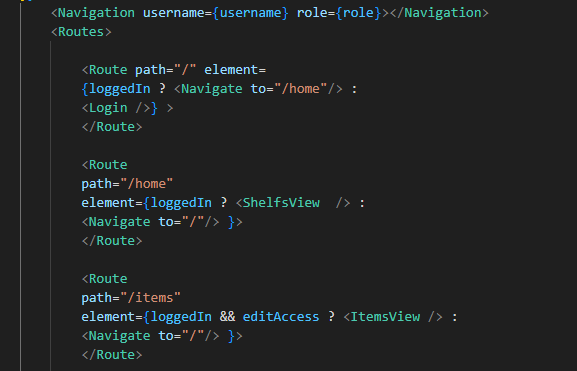 <Navigation username={username} role={role}></Navigation>
<Routes>
<Route path="/" element=
{loggedIn ? <Navigate to="/home"/> :
<Login />} >
</Route>
<Route
path="/home"
element={loggedIn ? <ShelfsView  /> :
<Navigate to="/"/> }>
</Route>
<Route
path="/items"
element={loggedIn && editAccess ? <ItemsView /> :
<Navigate to="/"/> }>
</Route>